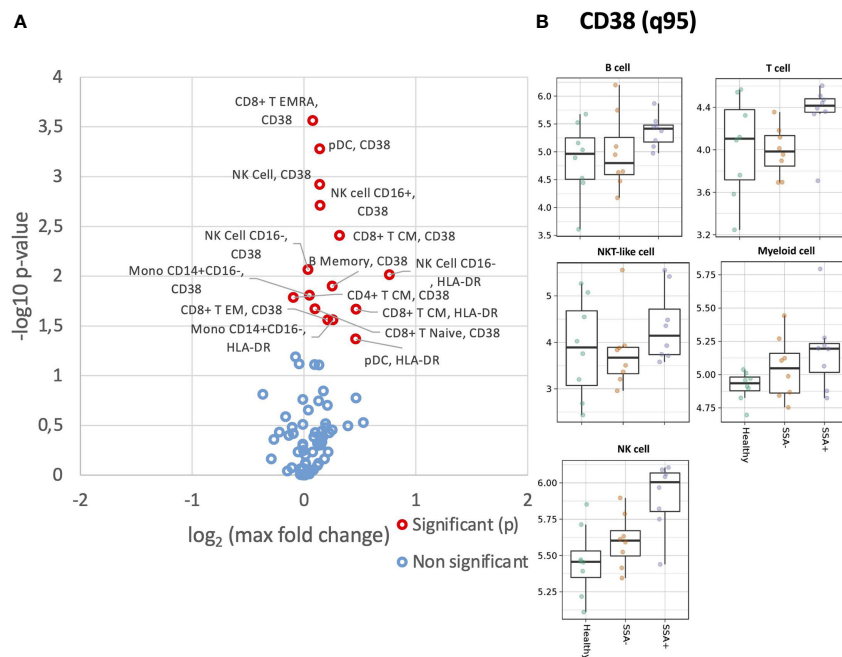 A
B CD38 (q95)
4
3,5
3
2,5
2
1,5
1
0,5
0
-log10 p-value
CD8+ T EMRA,
CD38
pDC, CD38
NK Cell, CD38
NK cell CD16+,
CD38
CD8+ T CM, CD38
NK Cell CD16-,
CD38
B Memory, CD38
NK Cell CD16-
, HLA-DR
Mono CD14+CD16-,
CD38
CD4+ T CM, CD38
CD8+ T EM, CD38
CD8+ T CM, HLA-DR
Mono CD14+CD16-,
HLA-DR
CD8+ T Naive, CD38
pDC, HLA-DR
-2
-1
0
1
2
log2 (max fold change)
Significant (p)
Non significant
B cell
6.0
5.5
5.0
4.5
4.0
3.5
T cell
4.4
4.0
3.6
3.2
NKT-like cell
5
4
3
Myeloid cell
5.75
5.50
5.25
5.00
4.75
Healthy
SSA-
SSA+
NK cell
6.00
5.75
5.50
5.25
Healthy
SSA-
SSA+